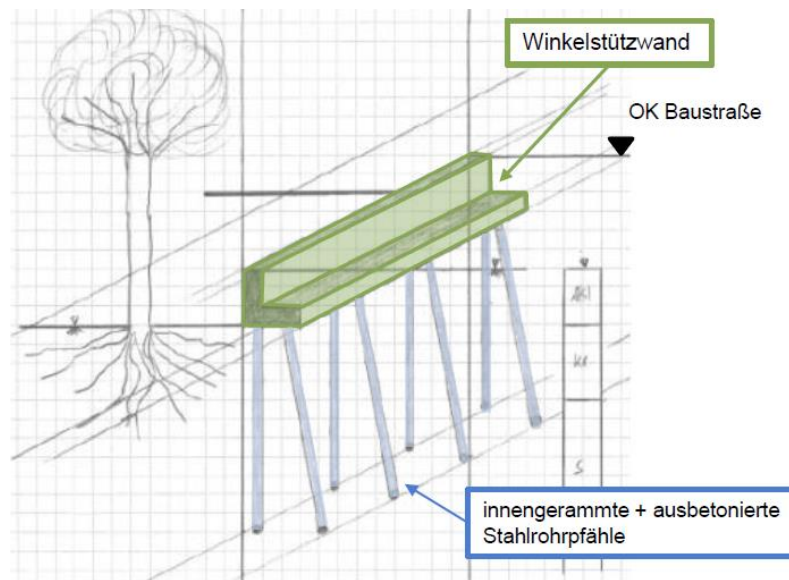 Winkelstützwand
OK Baustraße
S
innengerammte + ausbetonierte
Stahlrohrpfähle